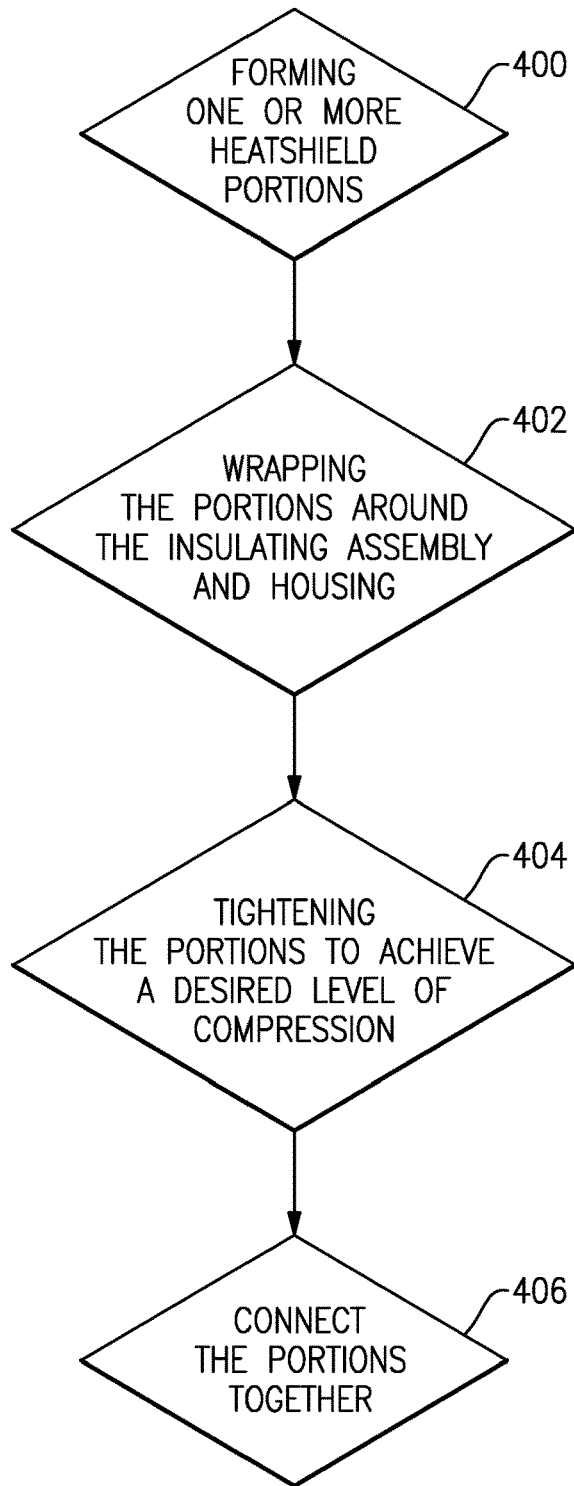 FORMING
ONE OR MORE
HEATSHIELD
PORTIONS
400
WRAPPING
THE PORTIONS AROUND
THE INSULATING ASSEMBLY
AND HOUSING
402
TIGHTENING
THE PORTIONS TO ACHIEVE
A DESIRED LEVEL OF
COMPRESSION
404
CONNECT
THE PORTIONS
TOGETHER
406